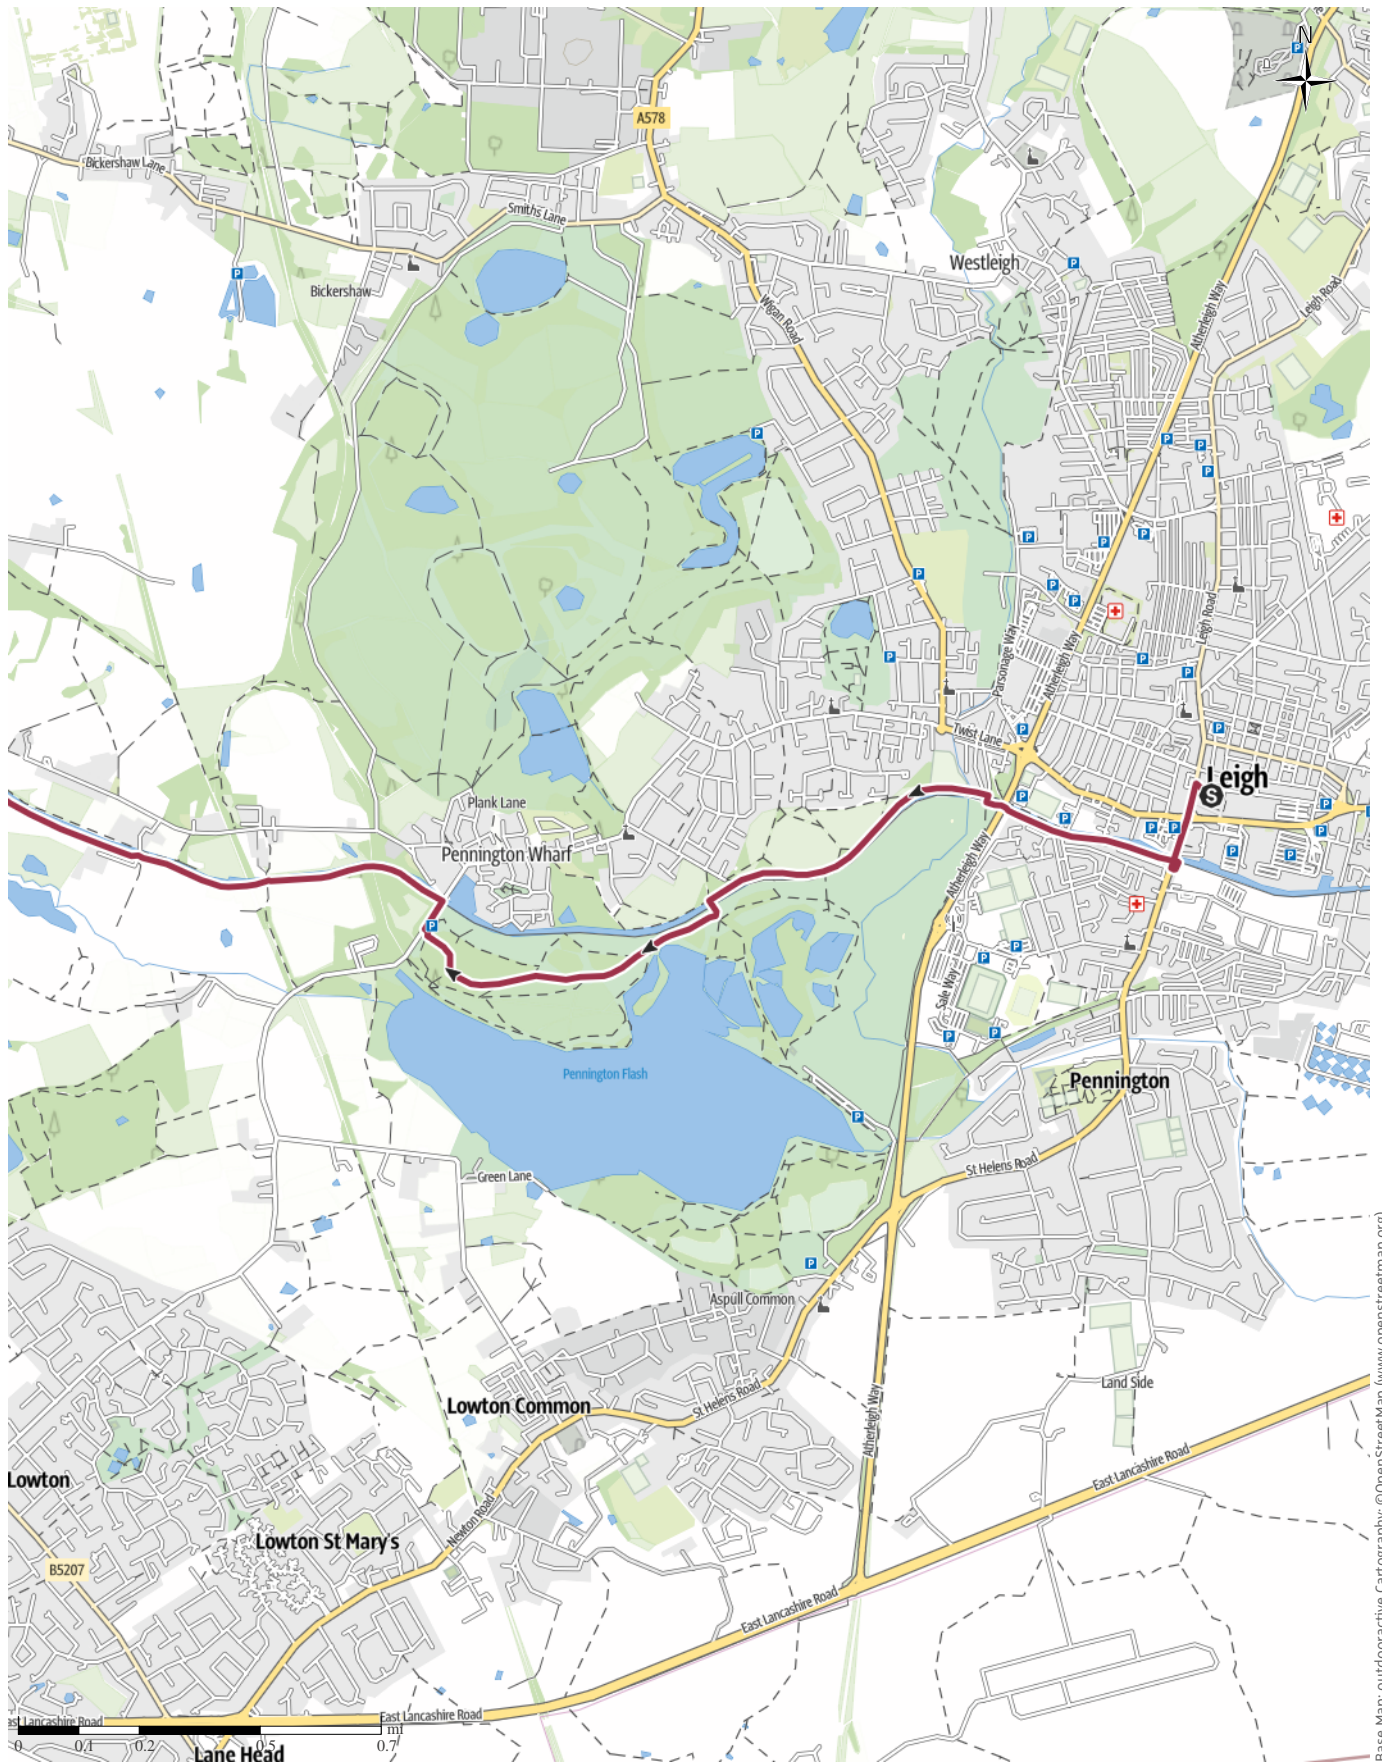 N
A578
Bickershaw Lane
Smiths Lane
Westleigh
Bickershaw
Wigan Road
Atherleigh Way
Leigh Road
Leigh Road
Parsonage Way
Atherleigh Way
Twist Lane
Leigh
S
Plank Lane
Pennington Wharf
Atherleigh Way
Sale Way
Pennington Flash
Pennington
St Helens Road
Green Lane
Aspull Common
Land Side
Lowton Common
St Helens Road
Atherleigh Way
East Lancashire Road
Lowton
Newton Road
Lowton St Mary's
B5207
East Lancashire Road
East Lancashire Road
ast Lancashire Road
mi
0 0.1 0.2 0.5 0.7
Lane Head
Base Map: outdooractive Cartography; ©OpenStreetMap (www.openstreetmap.org)